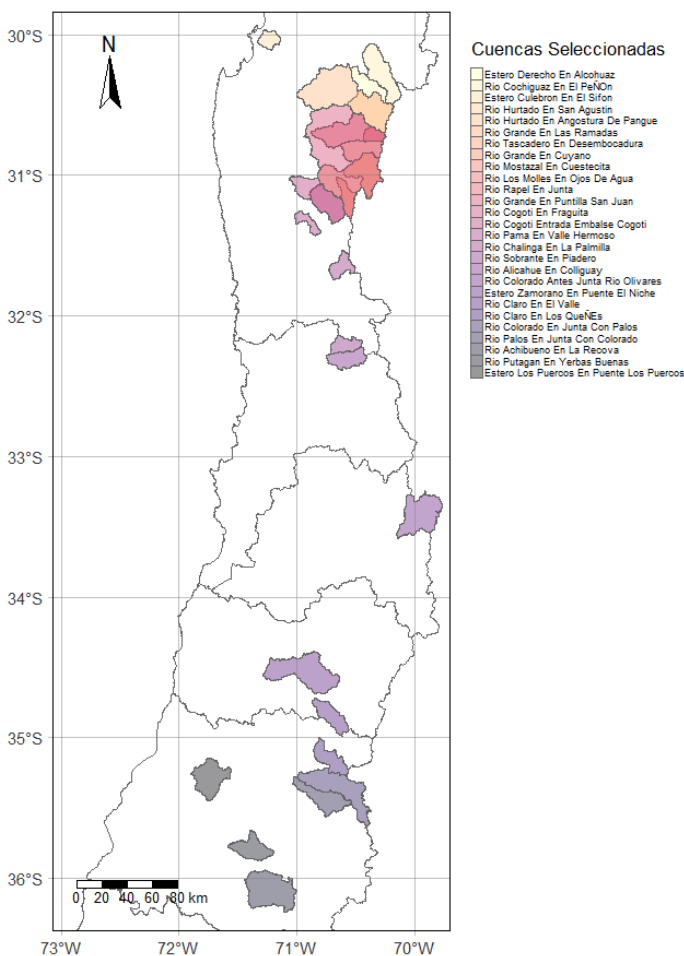 30°S
31°S
32°S
33°S
34°S
35°S
36°S
N
0 20 40 60 80 km
73°W 72°W 71°W 70°W
Cuencas Seleccionadas
Estero Derecho En Alcohuaz
Rio Cochiguaz En El PeÑOn
Estero Culebron En El Sifon
Rio Hurtado En San Agustin
Rio Hurtado En Angostura De Pangue
Rio Grande En Las Ramadas
Rio Tascadero En Desembocadura
Rio Grande En Cuyano
Rio Mostazal En Cuestecita
Rio Los Molles En Ojos De Agua
Rio Rapel En Junta
Rio Grande En Puntilla San Juan
Rio Cogoti En Fraguita
Rio Cogoti Entrada Embalse Cogoti
Rio Pama En Valle Hermoso
Rio Chalinga En La Palmilla
Rio Sobrante En Piadero
Rio Alicahue En Colliguay
Rio Colorado Antes Junta Rio Olivares
Estero Zamorano En Puente El Niche
Rio Claro En El Valle
Rio Claro En Los QueÑEs
Rio Colorado En Junta Con Palos
Rio Palos En Junta Con Colorado
Rio Achibueno En La Recova
Rio Putagan En Yerbas Buenas
Estero Los Puercos En Puente Los Puercos